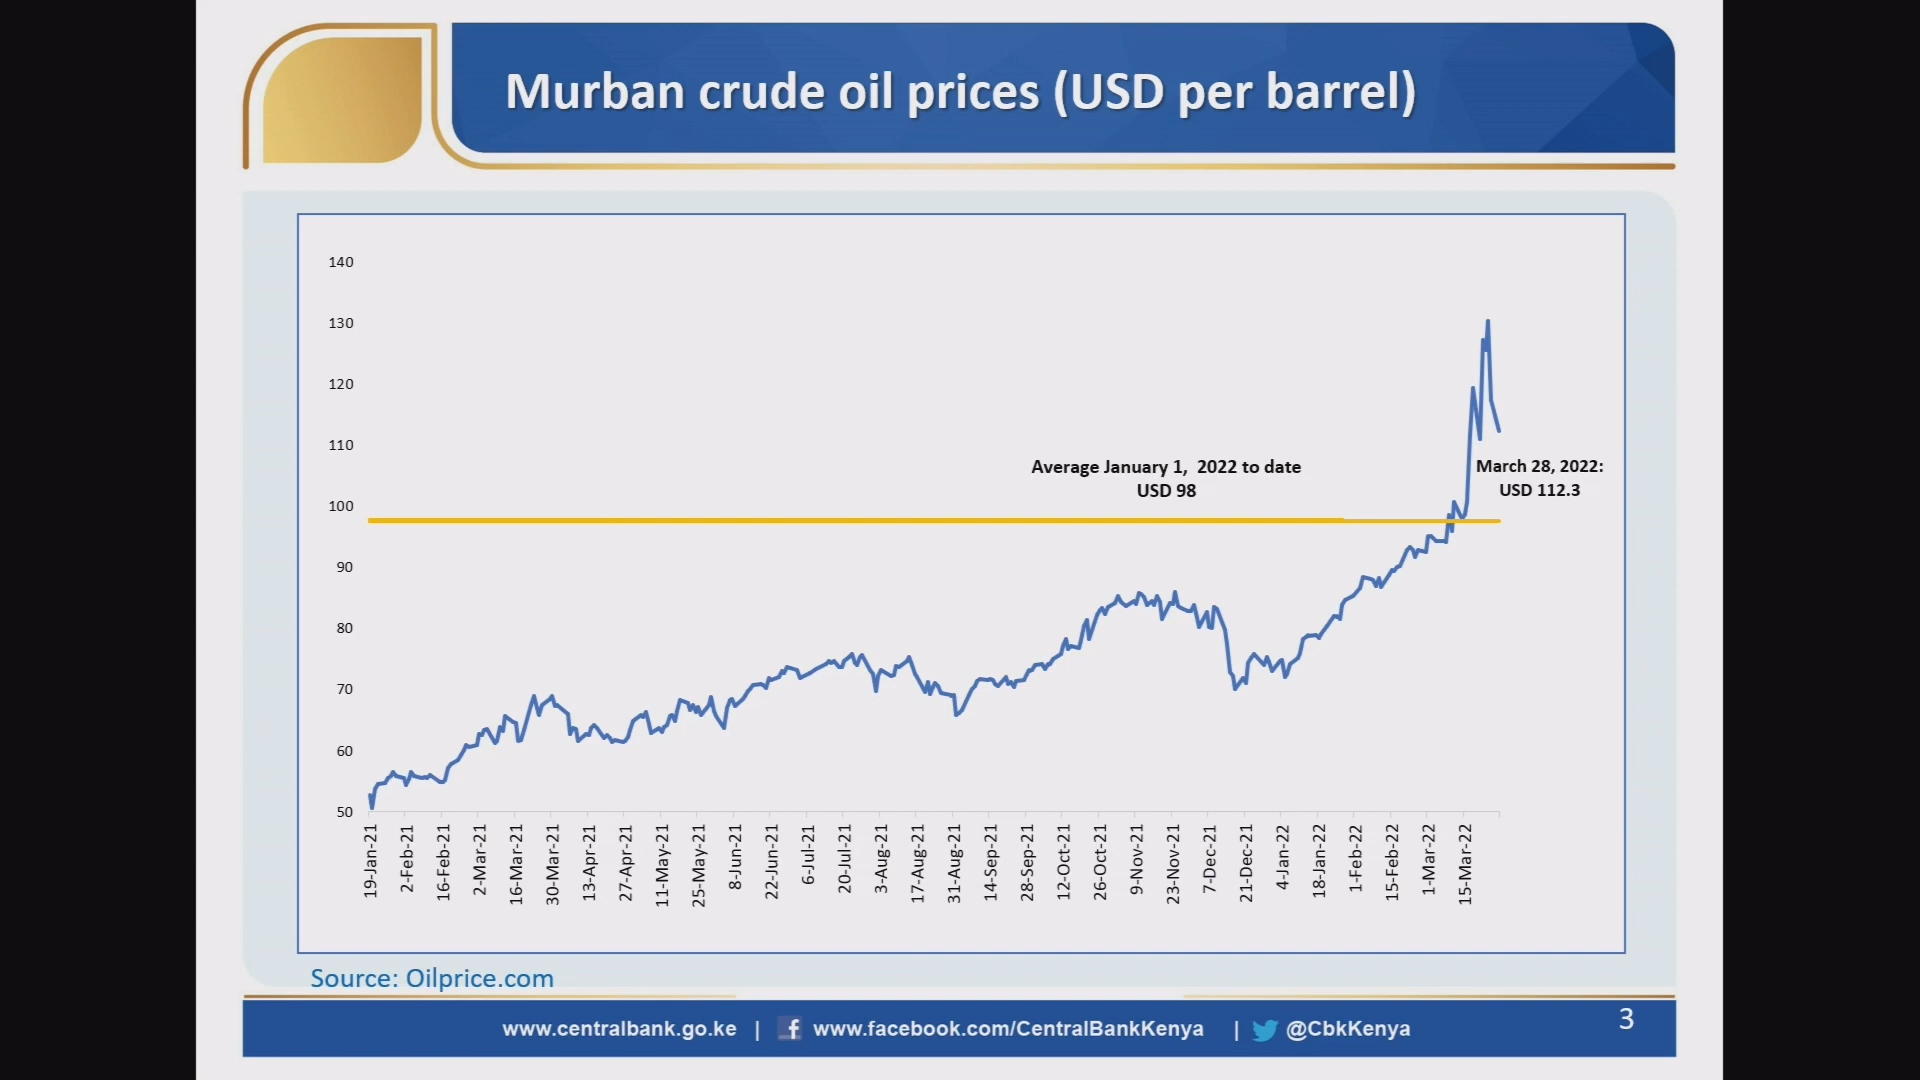 Murban crude oil prices (USD per barrel)
140
130
120
110
100
90
80
70
60
50
Average January 1, 2022 to date
USD 98
March 28, 2022:
USD 112.3
19-Jan-21
2-Feb-21
16-Feb-21
2-Mar-21
16-Mar-21
30-Mar-21
13-Apr-21
27-Apr-21
11-May-21
25-May-21
8-Jun-21
22-Jun-21
6-Jul-21
20-Jul-21
3-Aug-21
17-Aug-21
31-Aug-21
14-Sep-21
28-Sep-21
12-Oct-21
26-Oct-21
9-Nov-21
23-Nov-21
7-Dec-21
21-Dec-21
4-Jan-22
18-Jan-22
1-Feb-22
15-Feb-22
1-Mar-22
15-Mar-22
Source: Oilprice.com
www.centralbank.go.ke | f www.facebook.com/CentralBankKenya | @CbkKenya
3